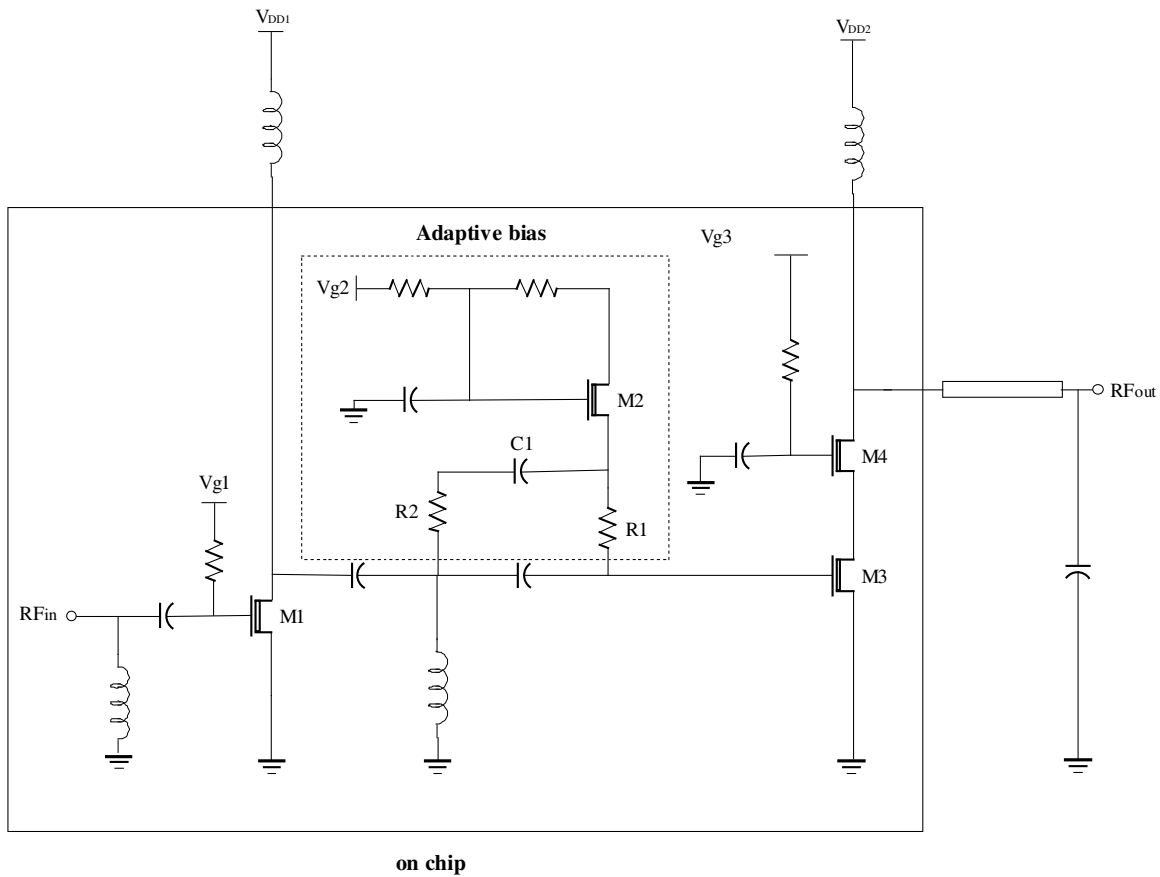 VDD1
VDD2
Adaptive bias
Vg3
Vg2
M2
C1
M4
Vg1
R2
R1
RFout
M3
RFin
M1
on chip